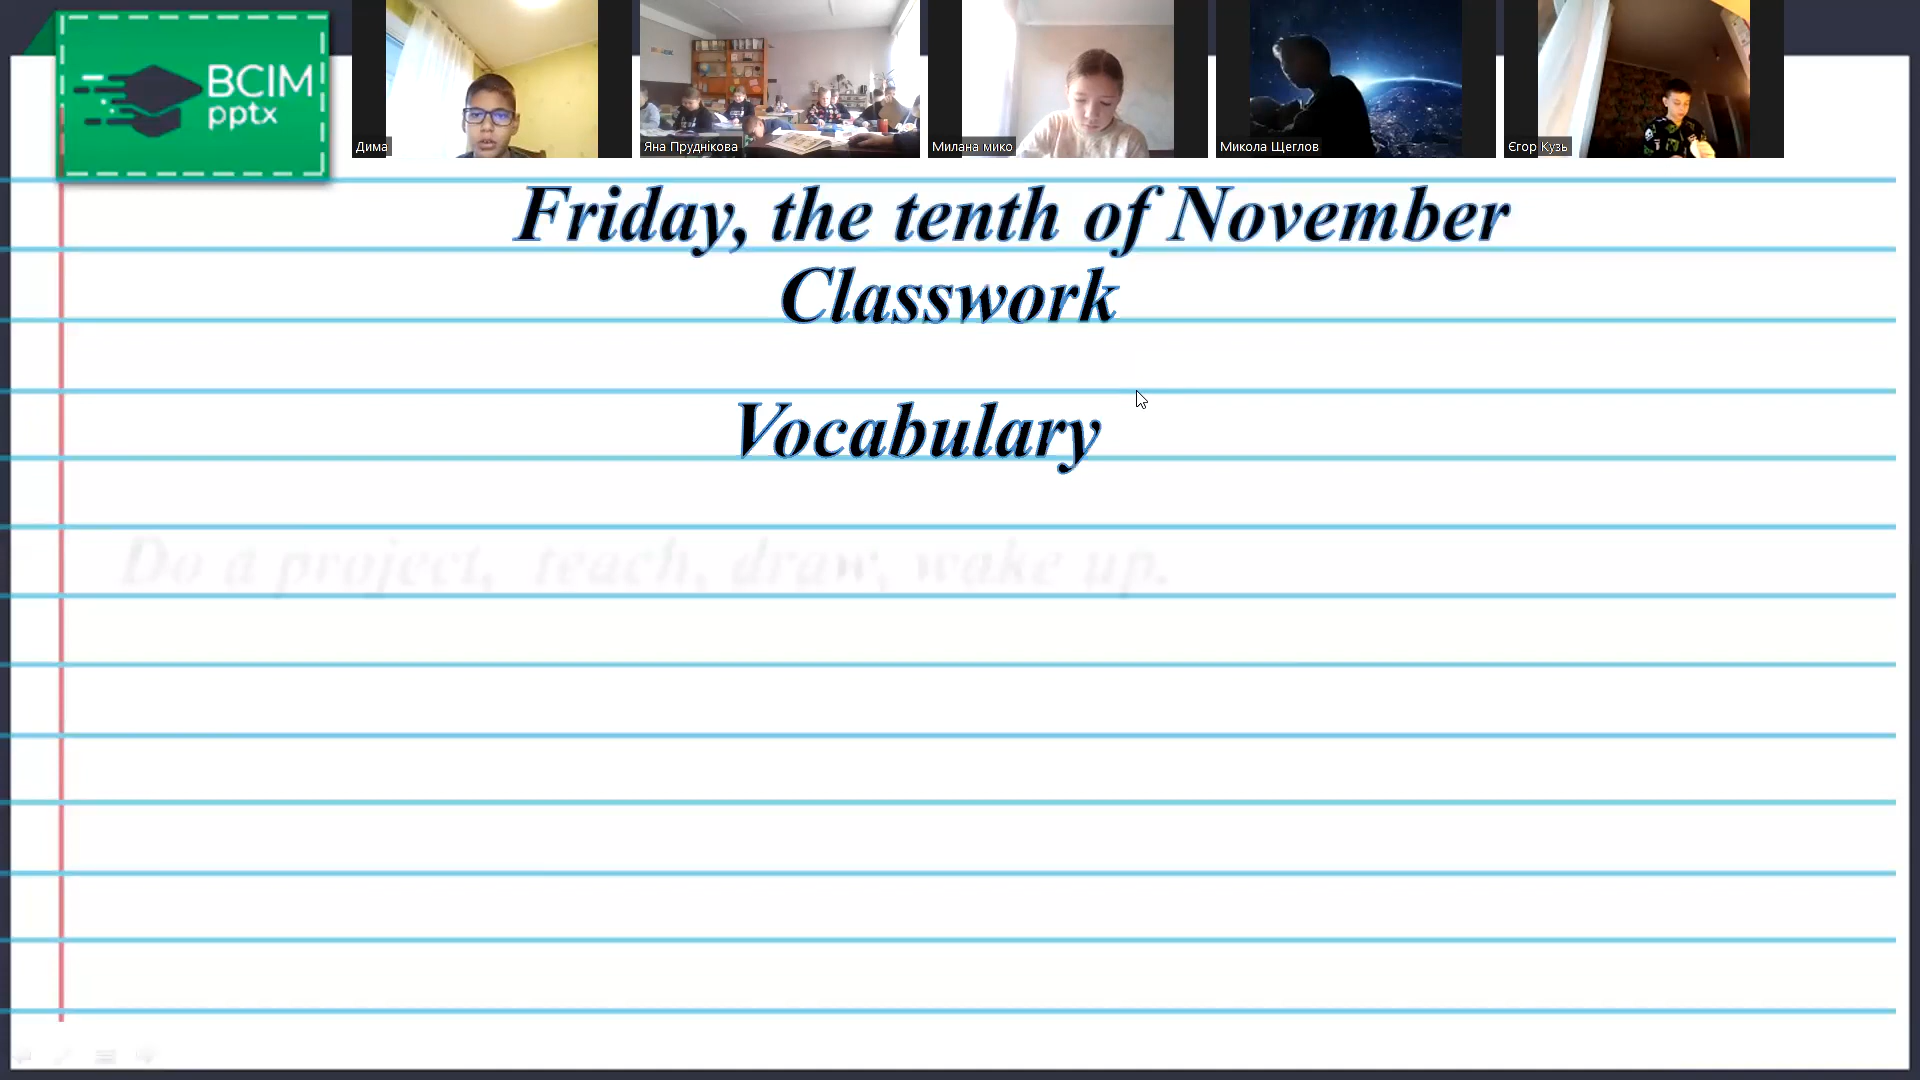 BCIM
pptx
Дима
Яна Пруднікова
Милана мико
Микола Щеглов
Єгор Кузь
Friday, the tenth of November
Classwork
Vocabulary
Do a project, teach, draw, wake up.